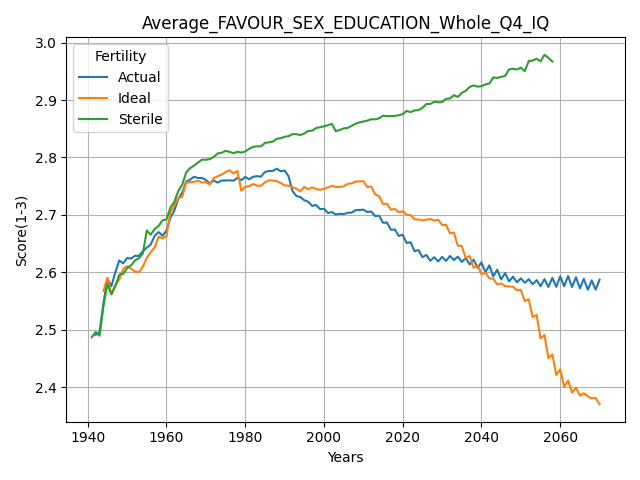 Average_FAVOUR_SEX_EDUCATION_Whole_Q4_IQ
Fertility
Actual
Ideal
Sterile
Score(1-3)
3.0
2.9
2.8
2.7
2.6
2.5
2.4
1940 1960 1980 2000 2020 2040 2060
Years